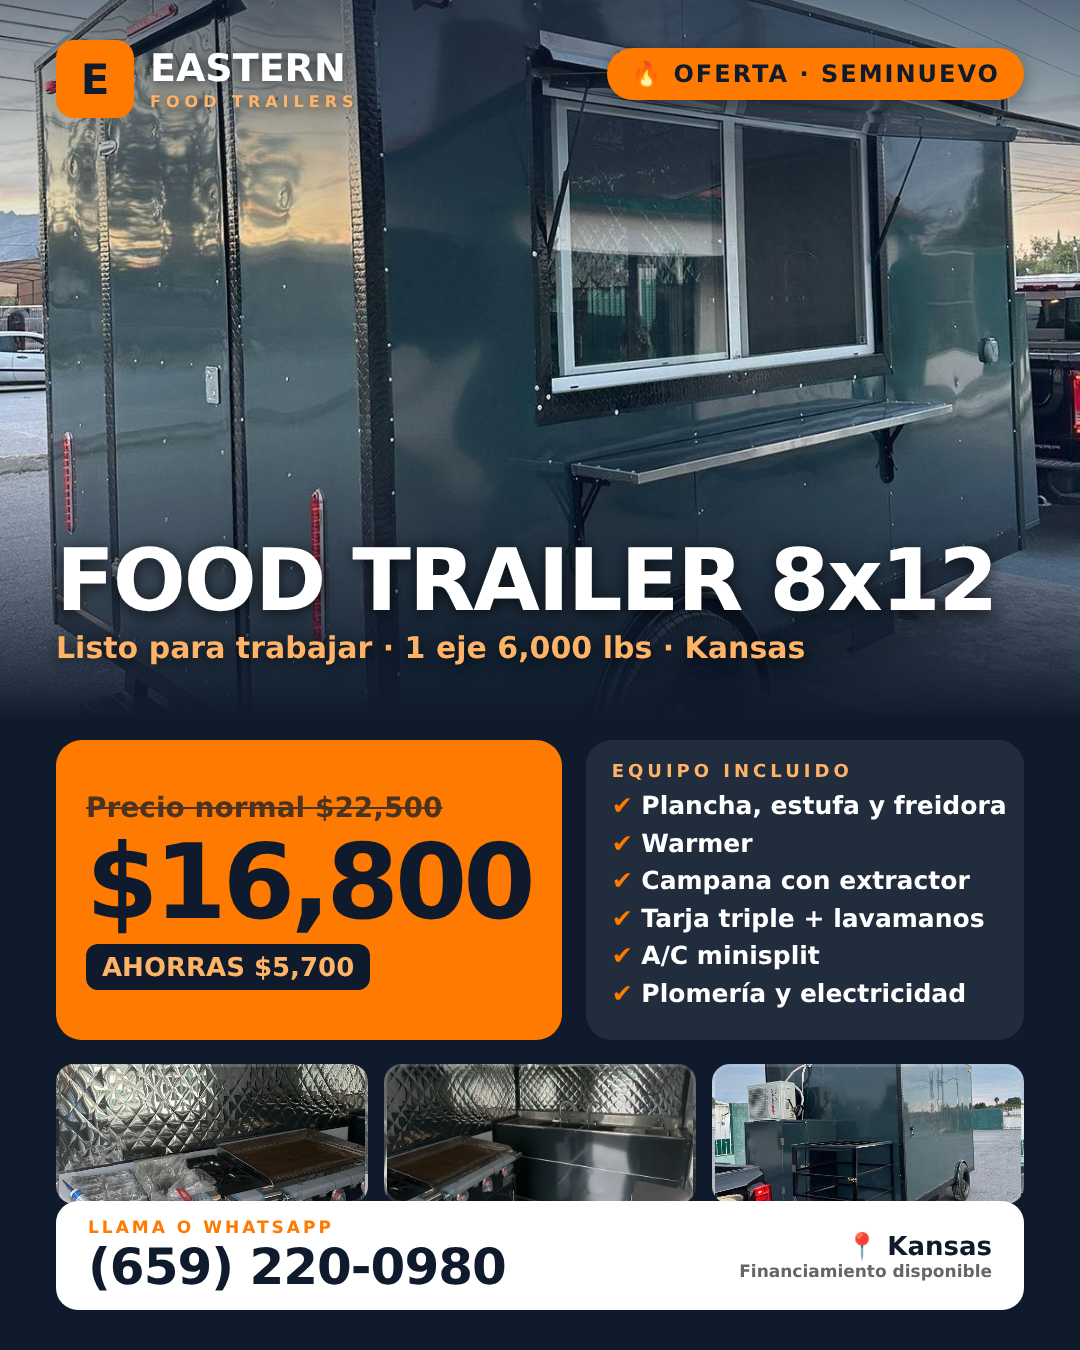 E
EASTERN
FOOD TRAILERS
🔥 OFERTA · SEMINUEVO
FOOD TRAILER 8x12
Listo para trabajar · 1 eje 6,000 lbs · Kansas
Precio normal $22,500
$16,800
AHORRAS $5,700
EQUIPO INCLUIDO
✔ Plancha, estufa y freidora
✔ Warmer
✔ Campana con extractor
✔ Tarja triple + lavamanos
✔ A/C minisplit
✔ Plomería y electricidad
LLAMA O WHATSAPP
(659) 220-0980
📍 Kansas
Financiamiento disponible